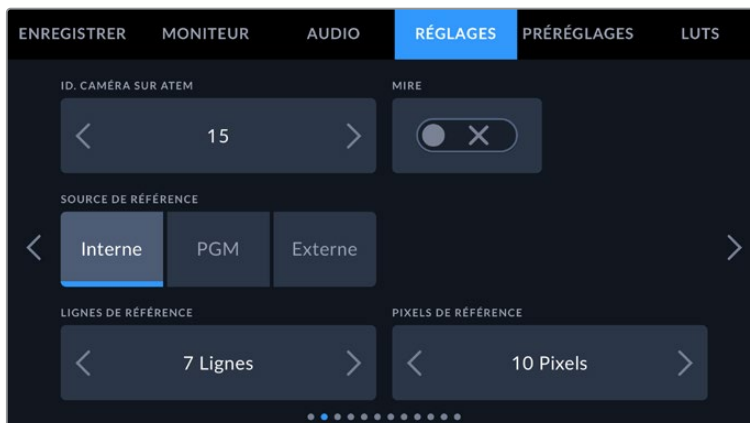 ENREGISTRER MONITEUR AUDIO RÉGLAGES PRÉRÉGLAGES LUTS
ID. CAMÉRA SUR ATEM MIRE
15
SOURCE DE RÉFÉRENCE
Interne PGM Externe
LIGNES DE RÉFÉRENCE PIXELS DE RÉFÉRENCE
7 Lignes 10 Pixels